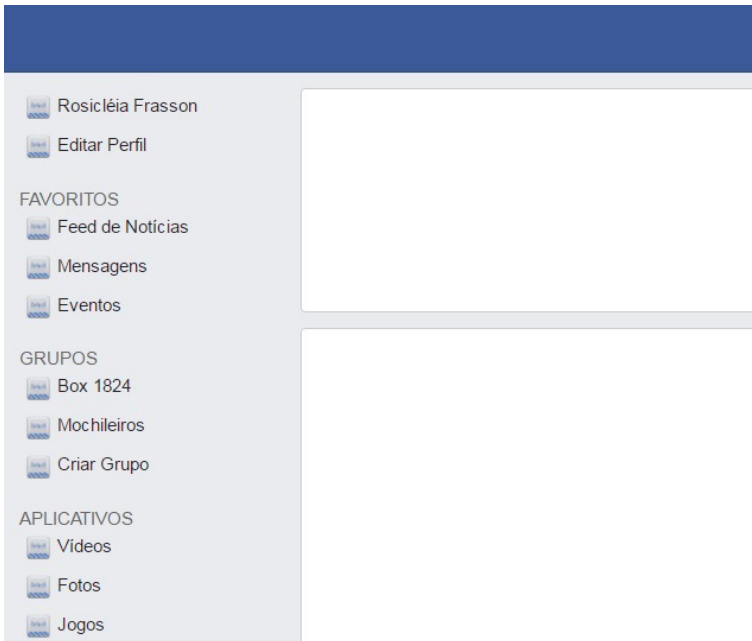 Rosicléia Frasson
Editar Perfil
FAVORITOS
Feed de Notícias
Mensagens
Eventos
GRUPOS
Box 1824
Mochileiros
Criar Grupo
APLICATIVOS
Vídeos
Fotos
Jogos